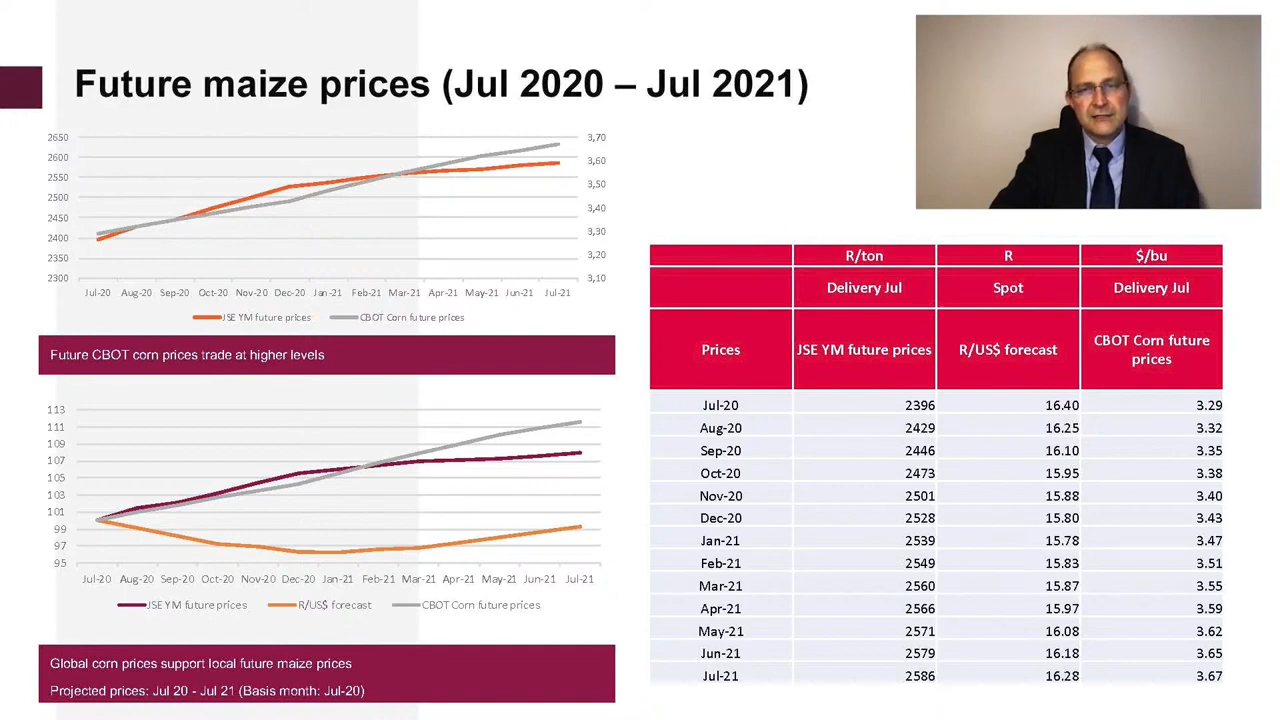 Future maize prices (Jul 2020 – Jul 2021)
2650
2600
2550
2500
2450
2400
2350
2300
3,70
3,60
3,50
3,40
3,30
3,20
3,10
Jul-20 Aug-20 Sep-20 Oct-20 Nov-20 Dec-20 Jan-21 Feb-21 Mar-21 Apr-21 May-21 Jun-21 Jul-21
JSE YM future prices CBOT Corn future prices
Future CBOT corn prices trade at higher levels
113
111
109
107
105
103
101
99
97
95
Jul-20 Aug-20 Sep-20 Oct-20 Nov-20 Dec-20 Jan-21 Feb-21 Mar-21 Apr-21 May-21 Jun-21 Jul-21
JSE YM future prices R/US$ forecast CBOT Corn future prices
Global corn prices support local future maize prices
Projected prices: Jul 20 - Jul 21 (Basis month: Jul-20)
R/ton R $/bu
Delivery Jul Spot Delivery Jul
Prices JSE YM future prices R/US$ forecast CBOT Corn future
prices
Jul-20 2396 16.40 3.29
Aug-20 2429 16.25 3.32
Sep-20 2446 16.10 3.35
Oct-20 2473 15.95 3.38
Nov-20 2501 15.88 3.40
Dec-20 2528 15.80 3.43
Jan-21 2539 15.78 3.47
Feb-21 2549 15.83 3.51
Mar-21 2560 15.87 3.55
Apr-21 2566 15.97 3.59
May-21 2571 16.08 3.62
Jun-21 2579 16.18 3.65
Jul-21 2586 16.28 3.67